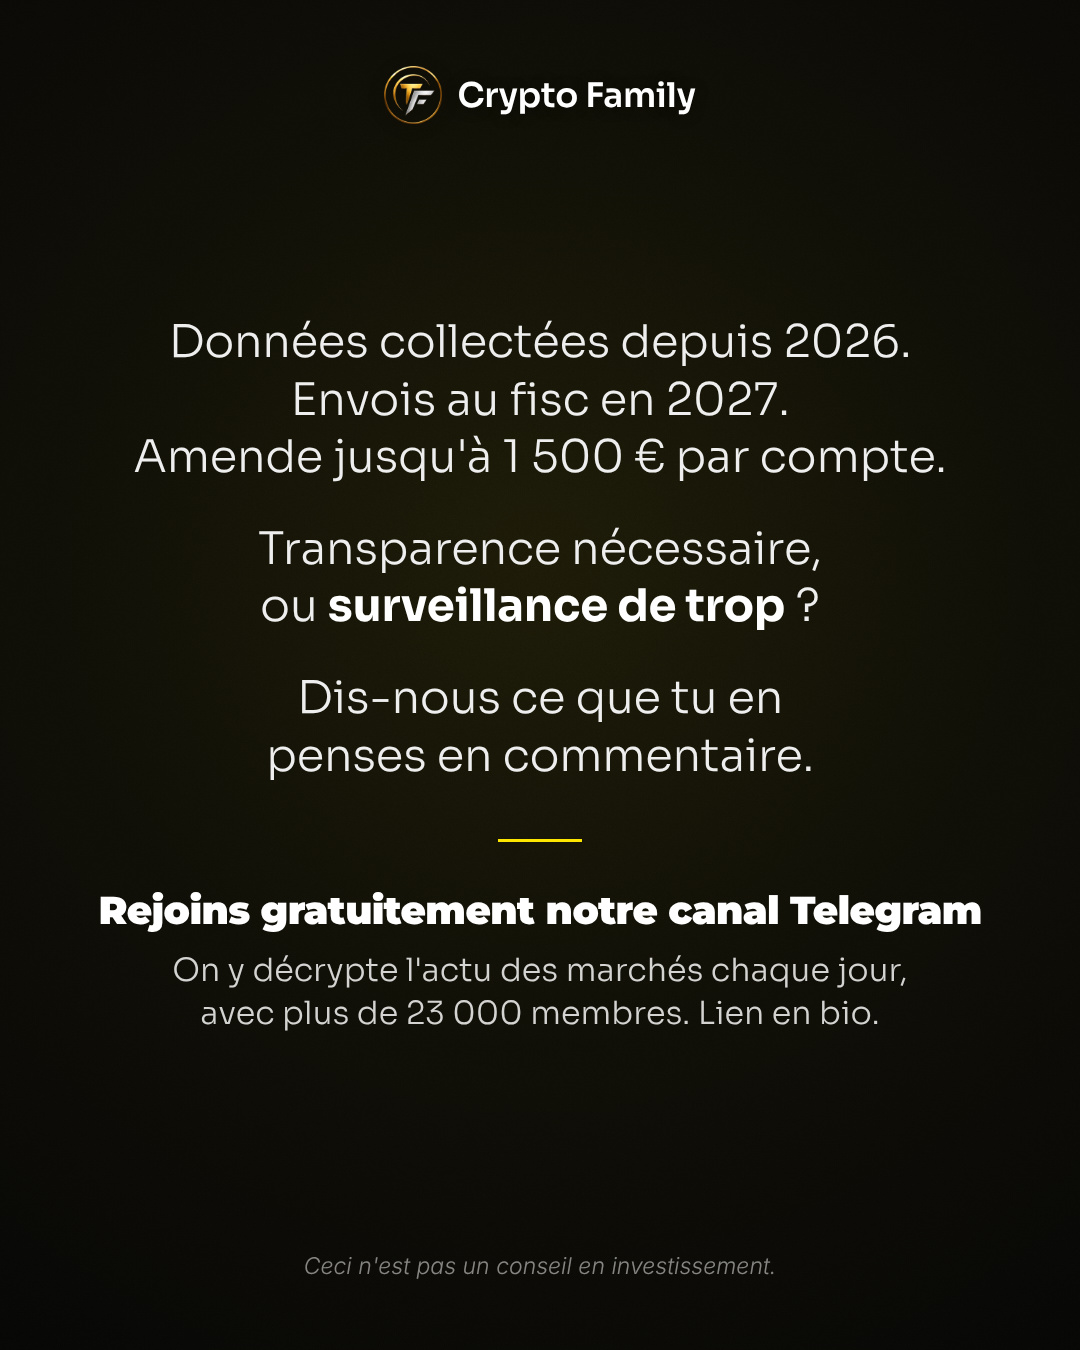 TF Crypto Family
Données collectées depuis 2026.
Envois au fisc en 2027.
Amende jusqu'à 1 500 € par compte.
Transparence nécessaire,
ou surveillance de trop ?
Dis-nous ce que tu en
penses en commentaire.
Rejoins gratuitement notre canal Telegram
On y décrypte l'actu des marchés chaque jour,
avec plus de 23 000 membres. Lien en bio.
Ceci n'est pas un conseil en investissement.